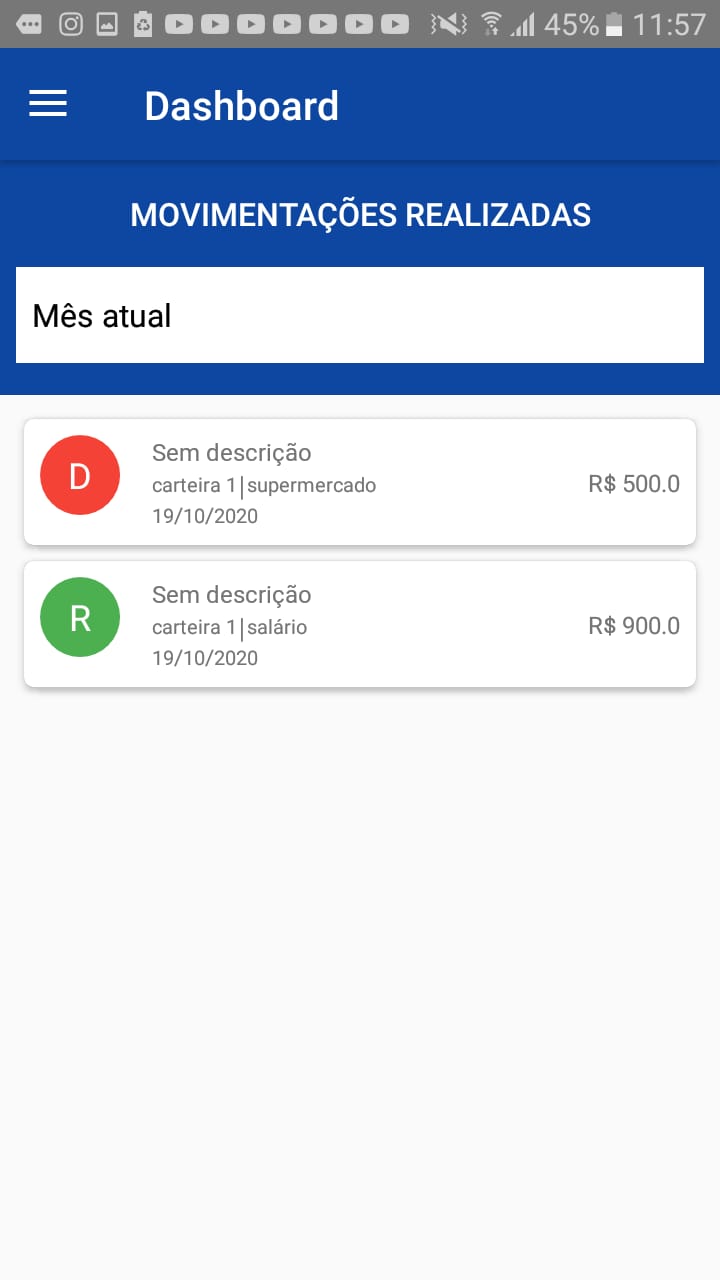 45% 11:57
Dashboard
MOVIMENTAÇÕES REALIZADAS
Mês atual
D
Sem descrição
carteira 1|supermercado
19/10/2020
R$ 500.0
R
Sem descrição
carteira 1|salário
19/10/2020
R$ 900.0